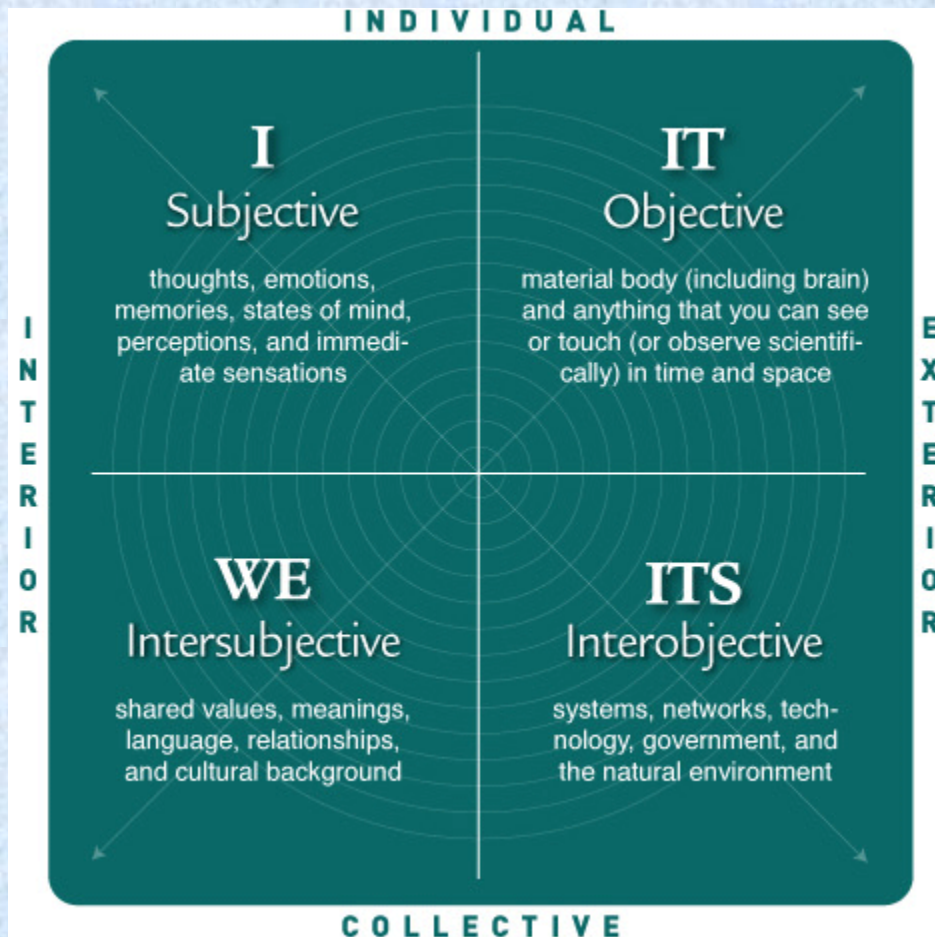 INDIVIDUAL
I
Subjective
thoughts, emotions,
memories, states of mind,
perceptions, and immedi-
ate sensations
IT
Objective
material body (including brain)
and anything that you can see
or touch (or observe scientifi-
cally) in time and space
INTERIOR
EXTERIOR
WE
Intersubjective
shared values, meanings,
language, relationships,
and cultural background
ITS
Interobjective
systems, networks, tech-
nology, government, and
the natural environment
COLLECTIVE